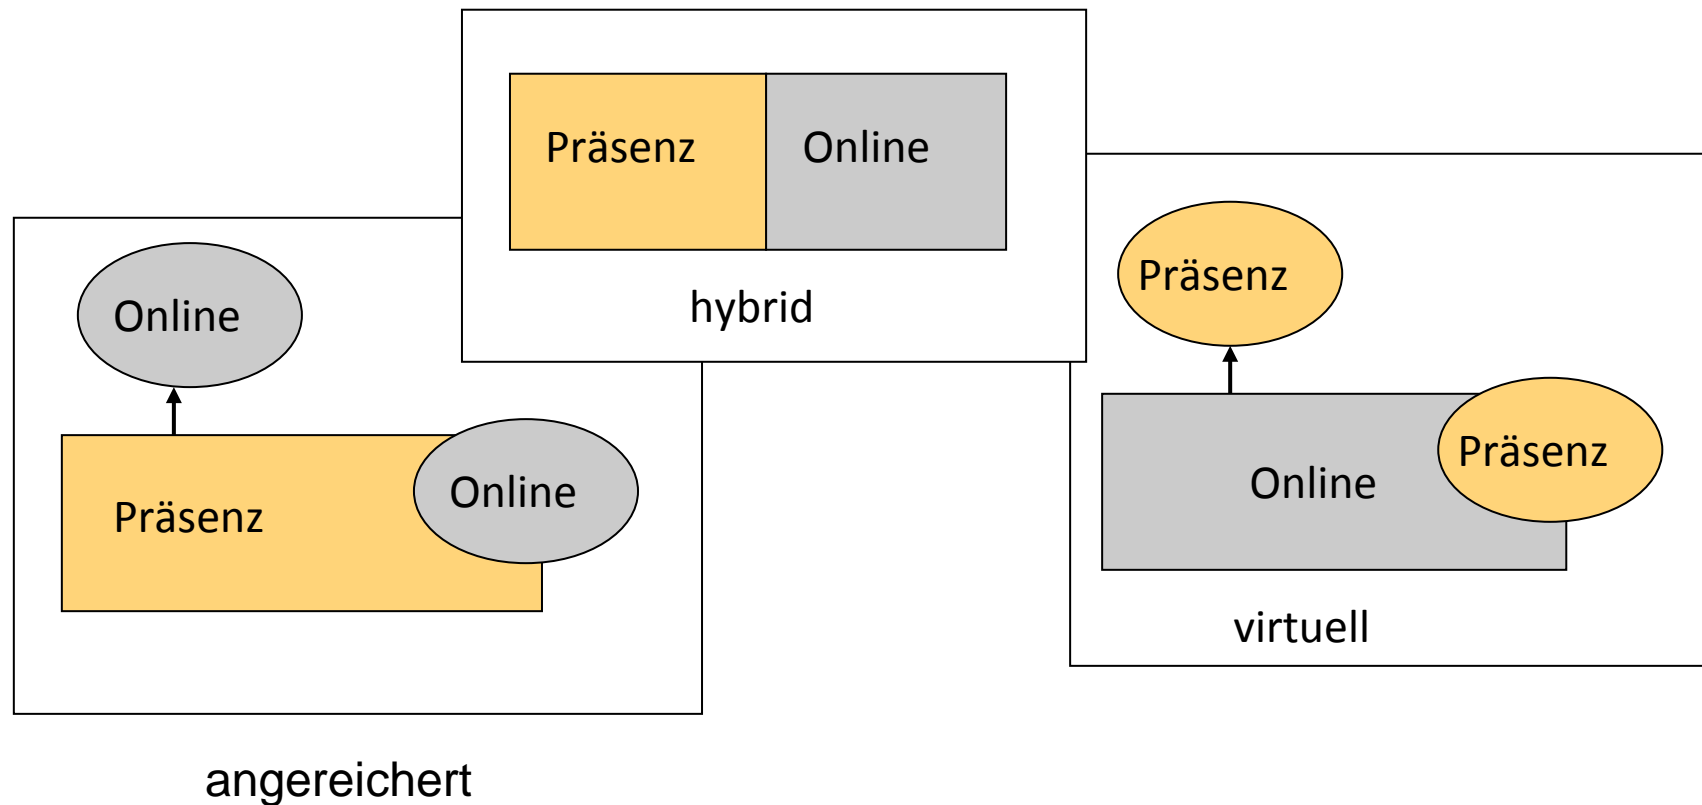 Präsenz
Online
hybrid
Online
Präsenz
Online
angereichert
Präsenz
Online
Präsenz
virtuell